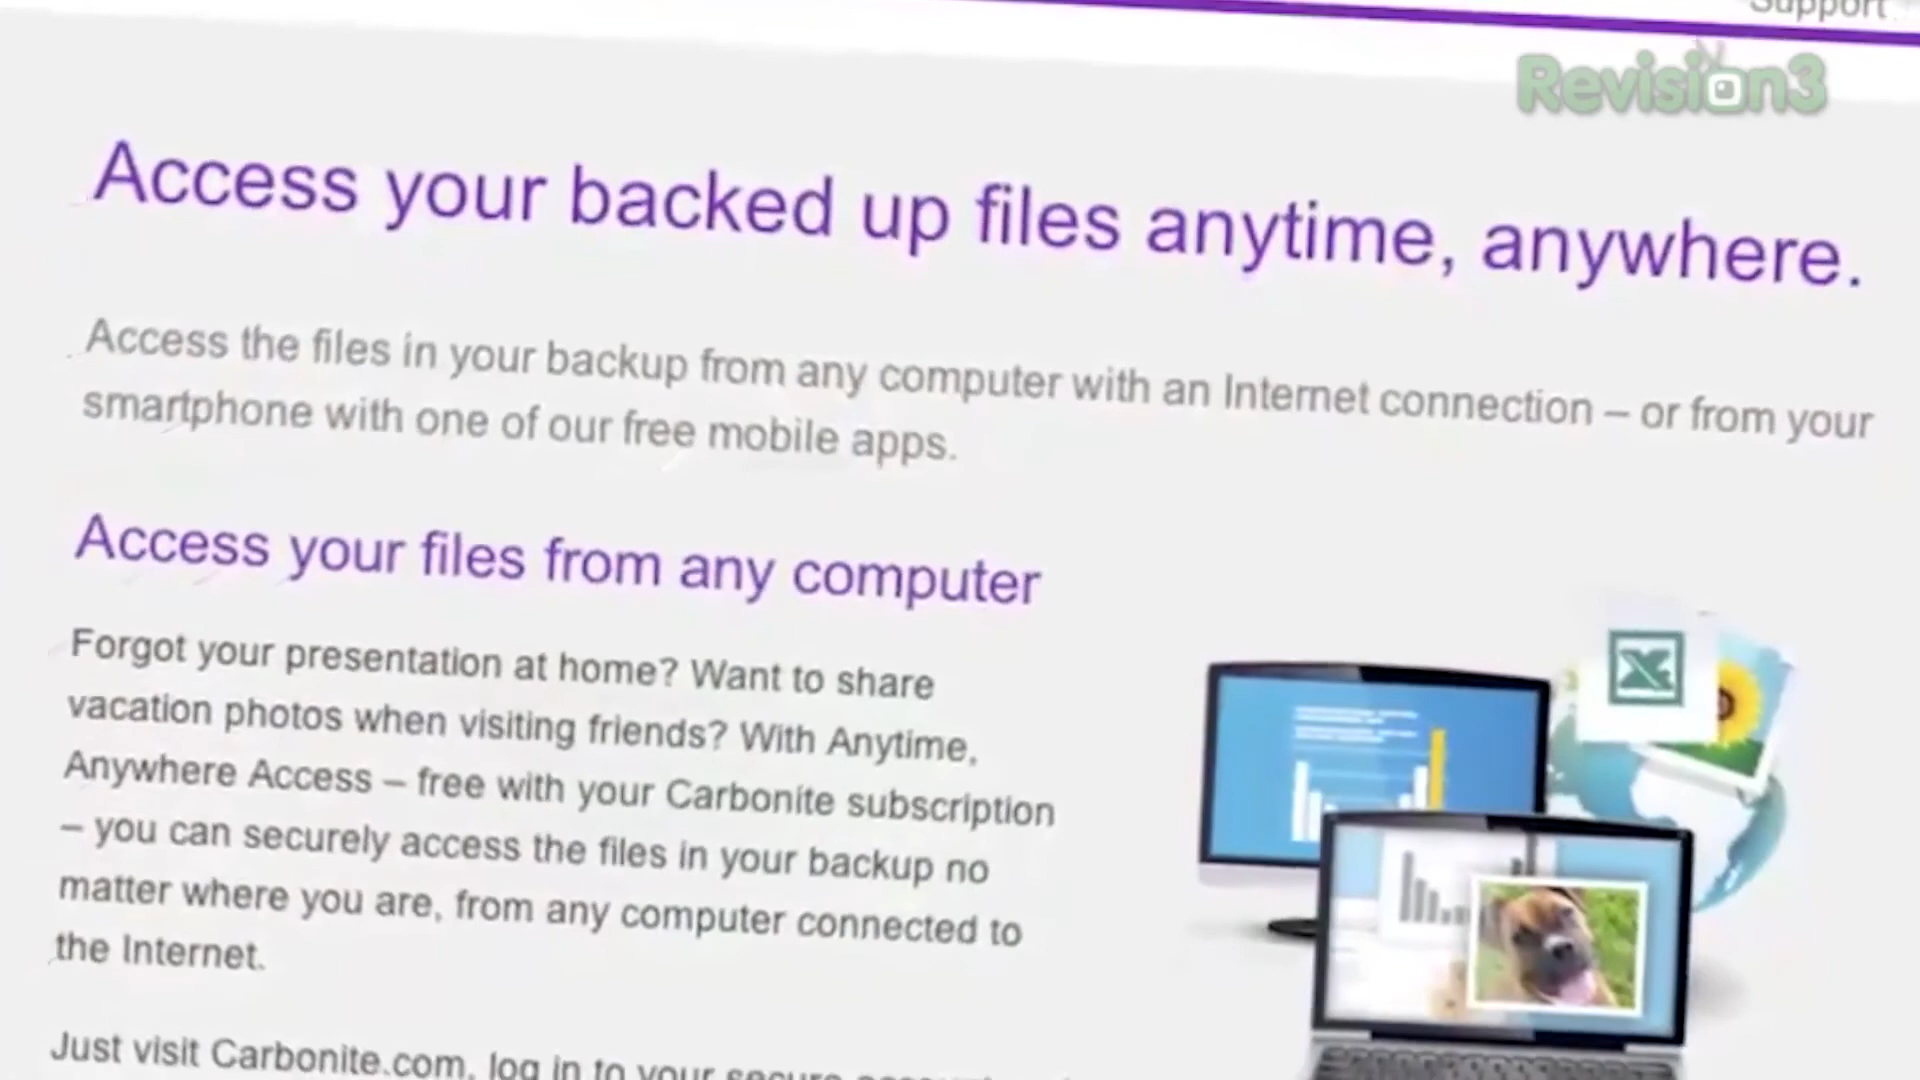 Support
Revision3
Access your backed up files anytime, anywhere.
Access the files in your backup from any computer with an Internet connection – or from your
smartphone with one of our free mobile apps.
Access your files from any computer
Forgot your presentation at home? Want to share
vacation photos when visiting friends? With Anytime,
Anywhere Access – free with your Carbonite subscription
– you can securely access the files in your backup no
matter where you are, from any computer connected to
the Internet.
Just visit Carbonite.com, log in to your secure